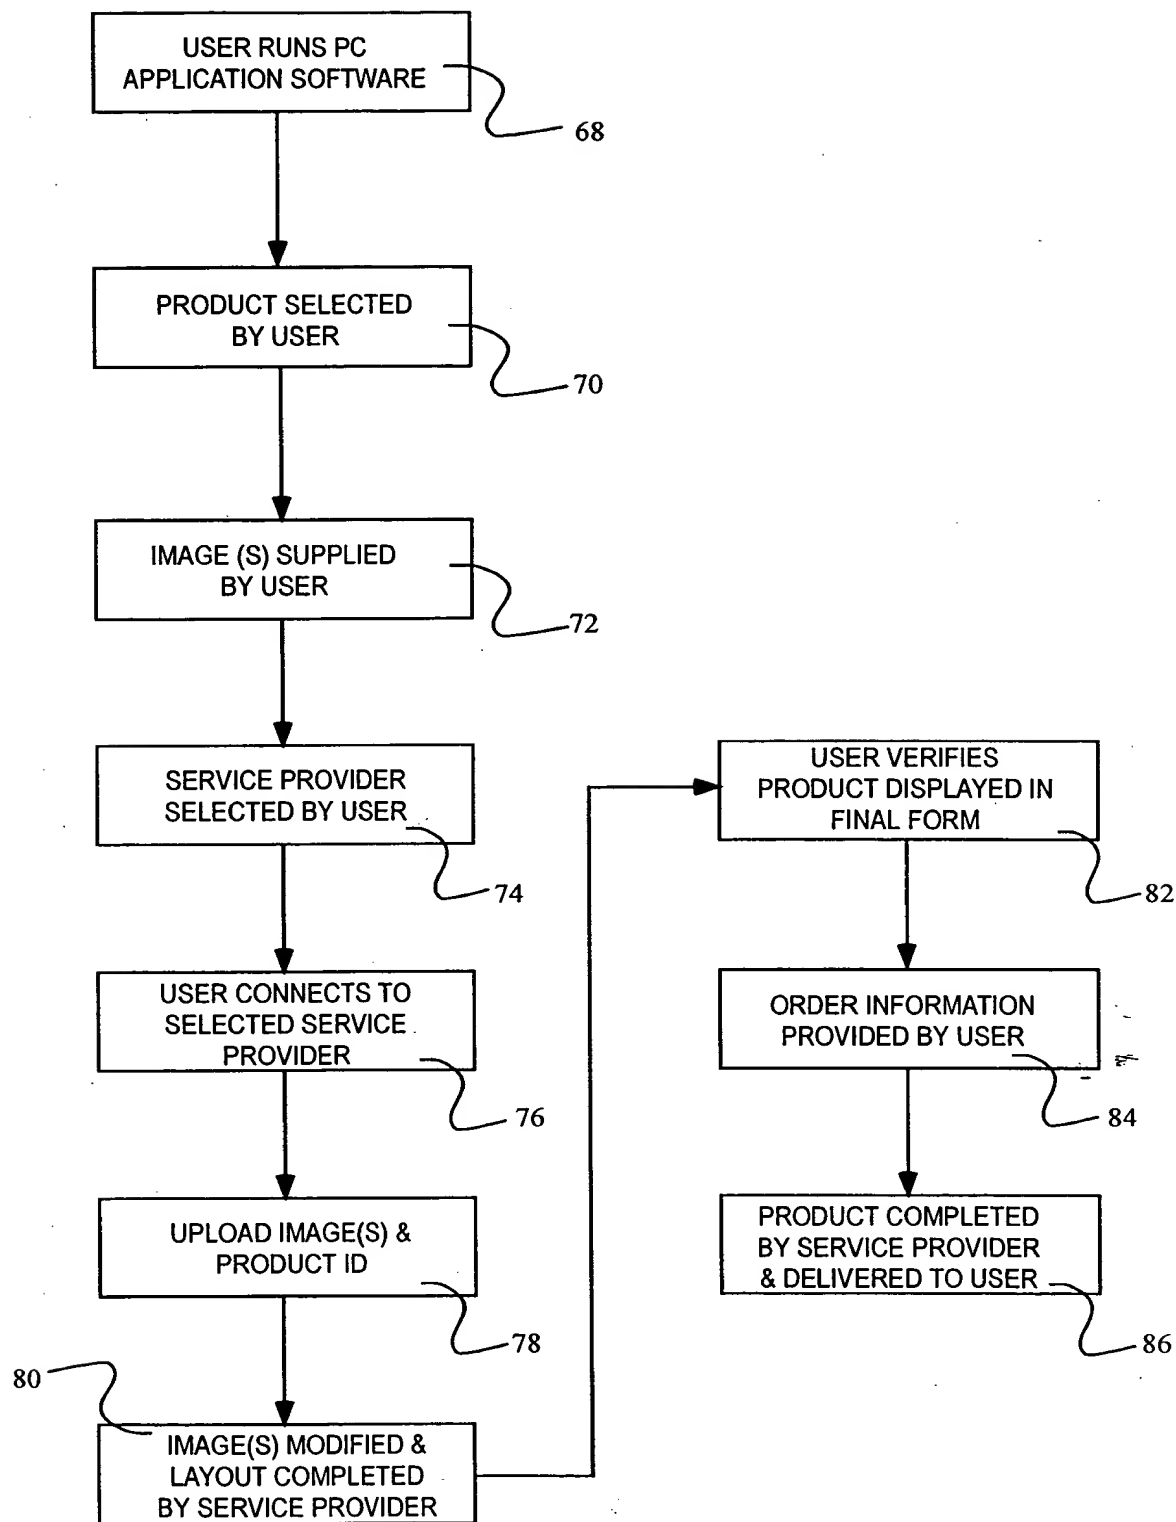 USER RUNS PC
APPLICATION SOFTWARE
68
PRODUCT SELECTED
BY USER
70
IMAGE (S) SUPPLIED
BY USER
72
SERVICE PROVIDER
SELECTED BY USER
74
USER CONNECTS TO
SELECTED SERVICE
PROVIDER
76
UPLOAD IMAGE(S) &
PRODUCT ID
78
80
IMAGE(S) MODIFIED &
LAYOUT COMPLETED
BY SERVICE PROVIDER
USER VERIFIES
PRODUCT DISPLAYED IN
FINAL FORM
82
ORDER INFORMATION
PROVIDED BY USER
84
PRODUCT COMPLETED
BY SERVICE PROVIDER
& DELIVERED TO USER
86